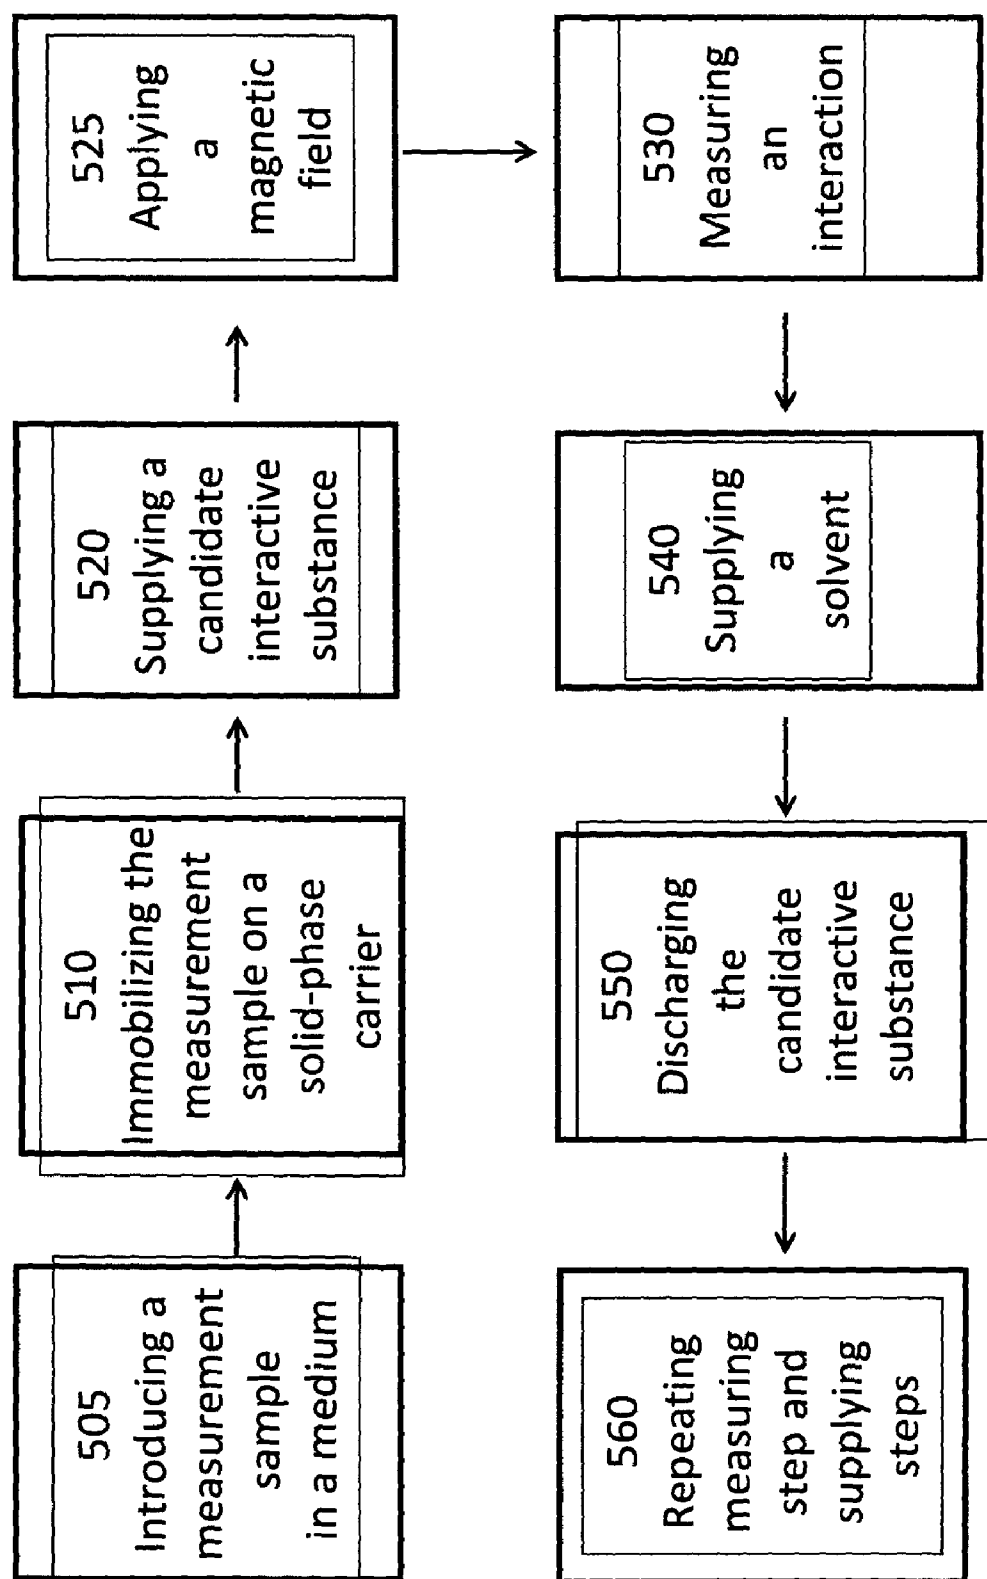 505
Introducing a
measurement
sample
in a medium
510
Immobilizing the
measurement
sample on a
solid-phase
carrier
520
Supplying a
candidate
interactive
substance
525
Applying
a
magnetic
field
530
Measuring
an
interaction
540
Supplying
a
solvent
550
Discharging
the
candidate
interactive
substance
560
Repeating
measuring
step and
supplying
steps